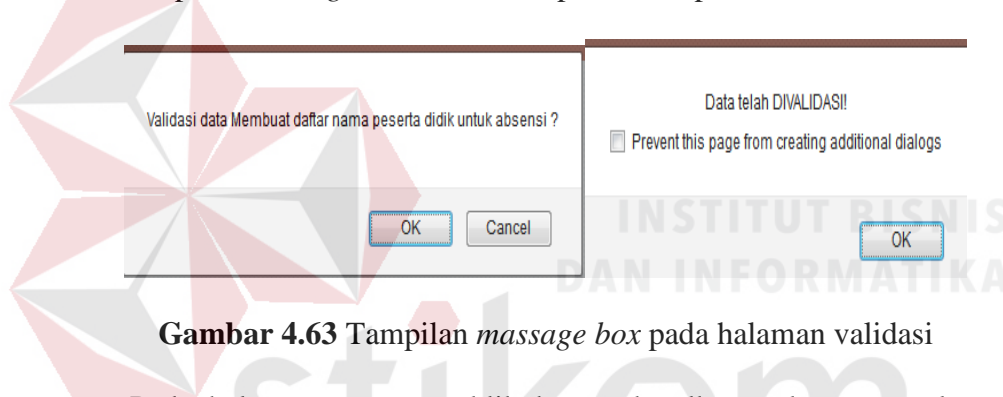 Validasi data Membuat daftar nama peserta didik untuk absensi ?
OK Cancel
Data telah DIVALIDASI!
Prevent this page from creating additional dialogs
OK
INSTITUT BISNIS
DAN INFORMATIKA
Gambar 4.63 Tampilan massage box pada halaman validasi
stikom